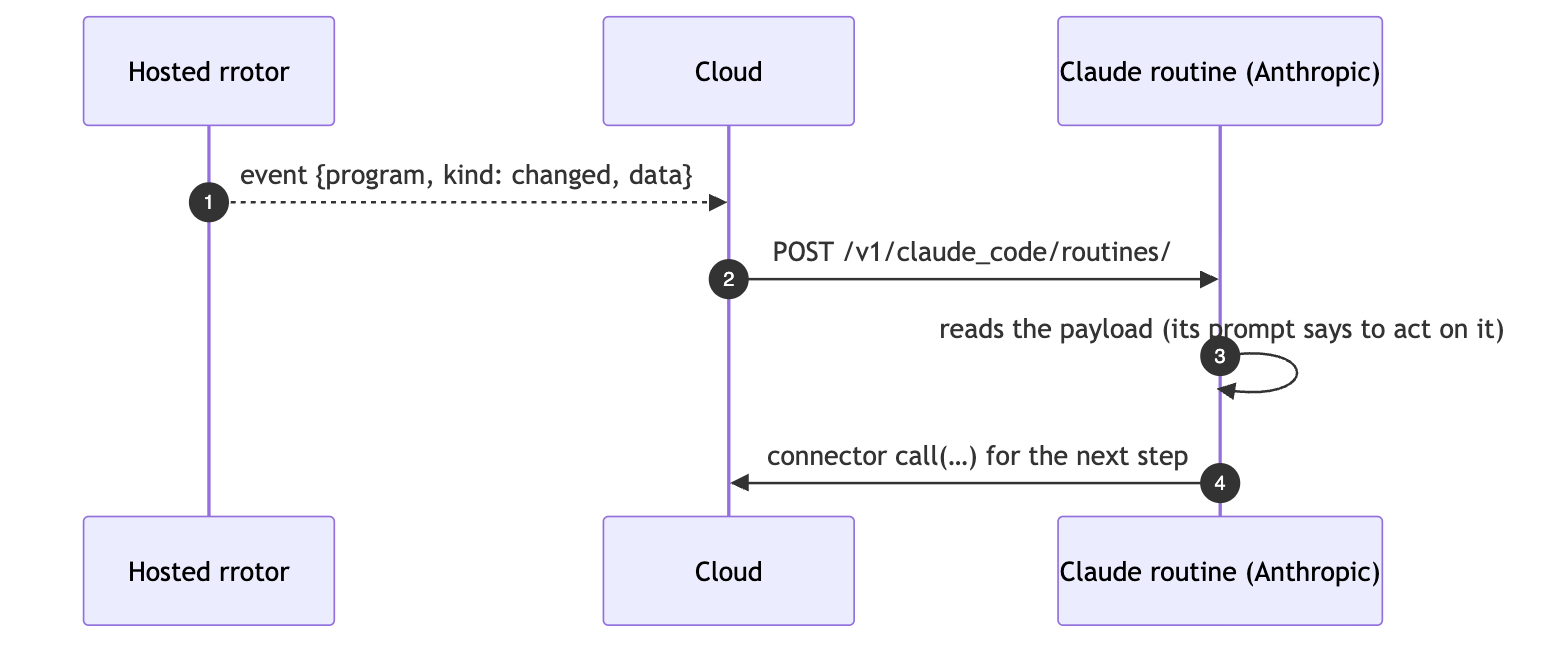 Hosted rrotor
Cloud
Claude routine (Anthropic)
event {program, kind: changed, data}
1
POST /v1/claude_code/routines/
2
reads the payload (its prompt says to act on it)
3
connector call(…) for the next step
4
Hosted rrotor
Cloud
Claude routine (Anthropic)